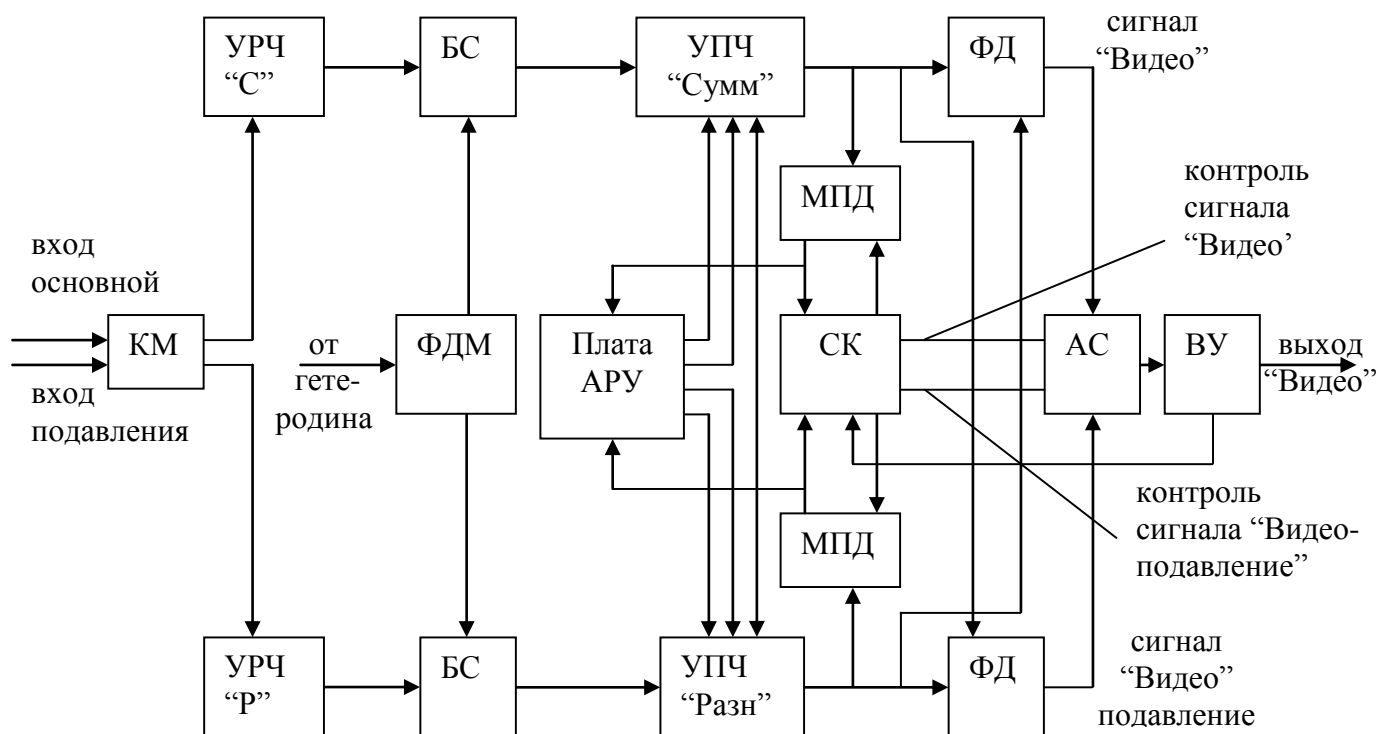 УРЧ
“С”
БС
УПЧ
“Сумм”
ФД
сигнал
“Видео”
МПД
контроль
сигнала
“Видео‘
вход
основной
КМ
вход
подавления
от
гете-
родина
ФДМ
Плата
АРУ
СК
АС
ВУ
выход
“Видео”
МПД
контроль
сигнала “Видео-
подавление”
УРЧ
“Р”
БС
УПЧ
“Разн”
ФД
сигнал
“Видео”
подавление